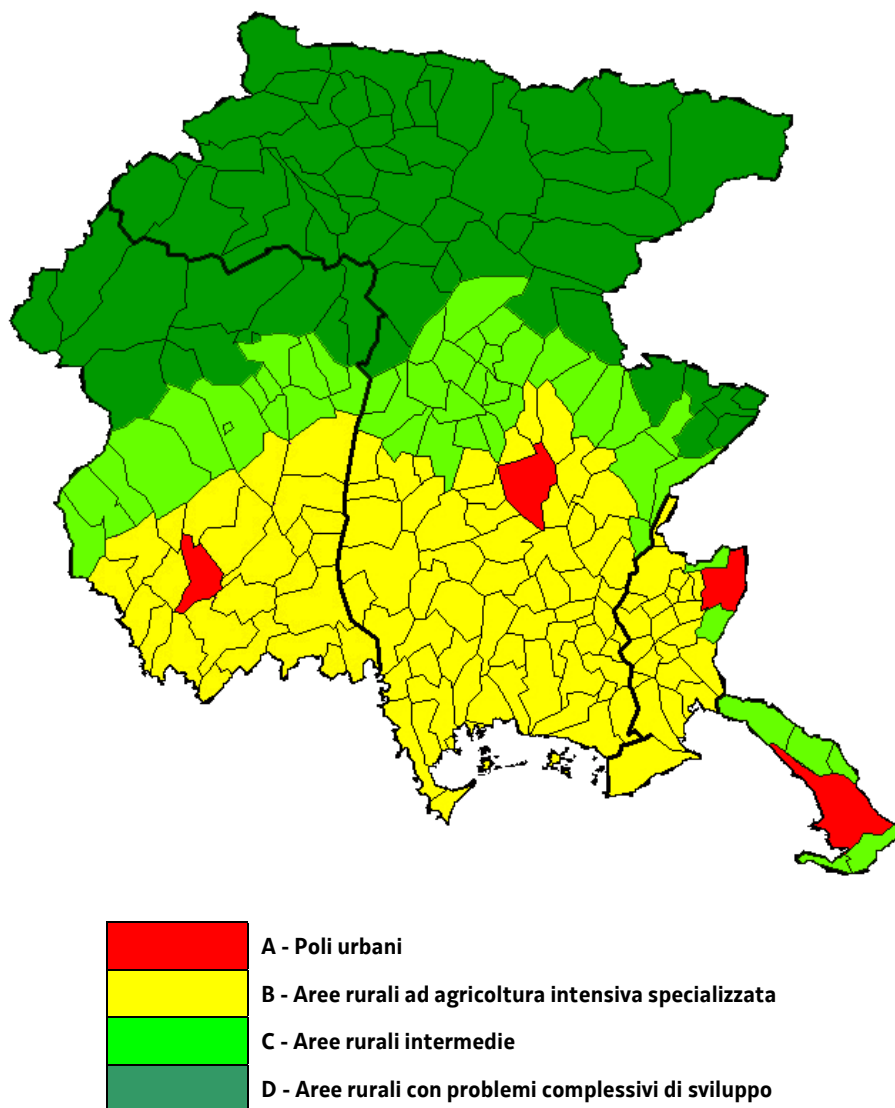 A - Poli urbani
B - Aree rurali ad agricoltura intensiva specializzata
C - Aree rurali intermedie
D - Aree rurali con problemi complessivi di sviluppo